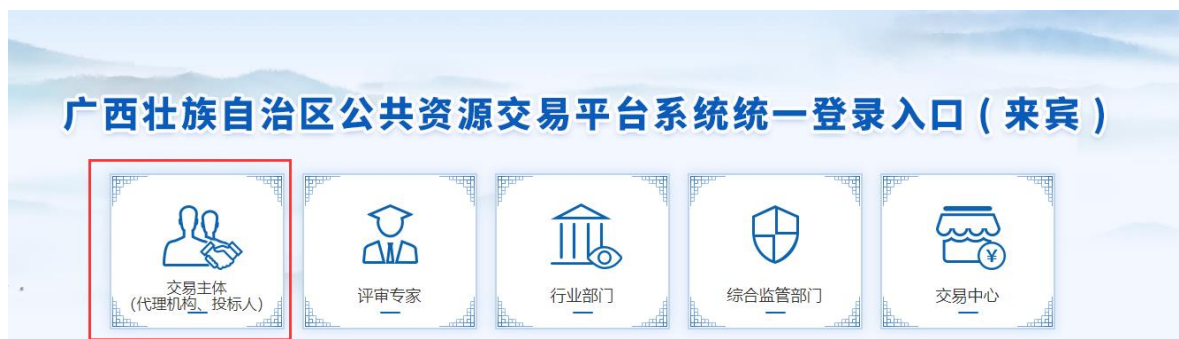 广西壮族自治区公共资源交易平台系统统一登录入口(来宾)
交易主体
(代理机构、投标人)
评审专家
行业部门
综合监管部门
交易中心
¥